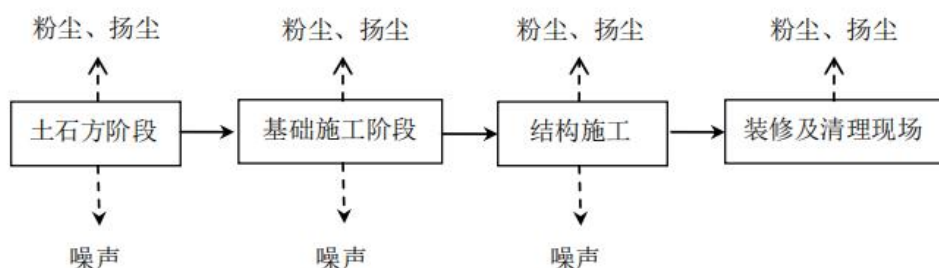 粉尘、扬尘 粉尘、扬尘 粉尘、扬尘 粉尘、扬尘
土石方阶段 基础施工阶段 结构施工 装修及清理现场
噪声 噪声 噪声